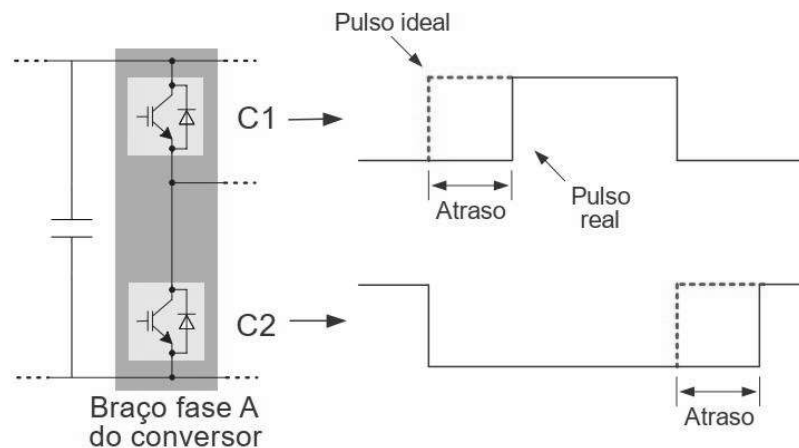 Pulso ideal
C1
Atraso
Pulso
real
C2
Atraso
Braço fase A
do conversor